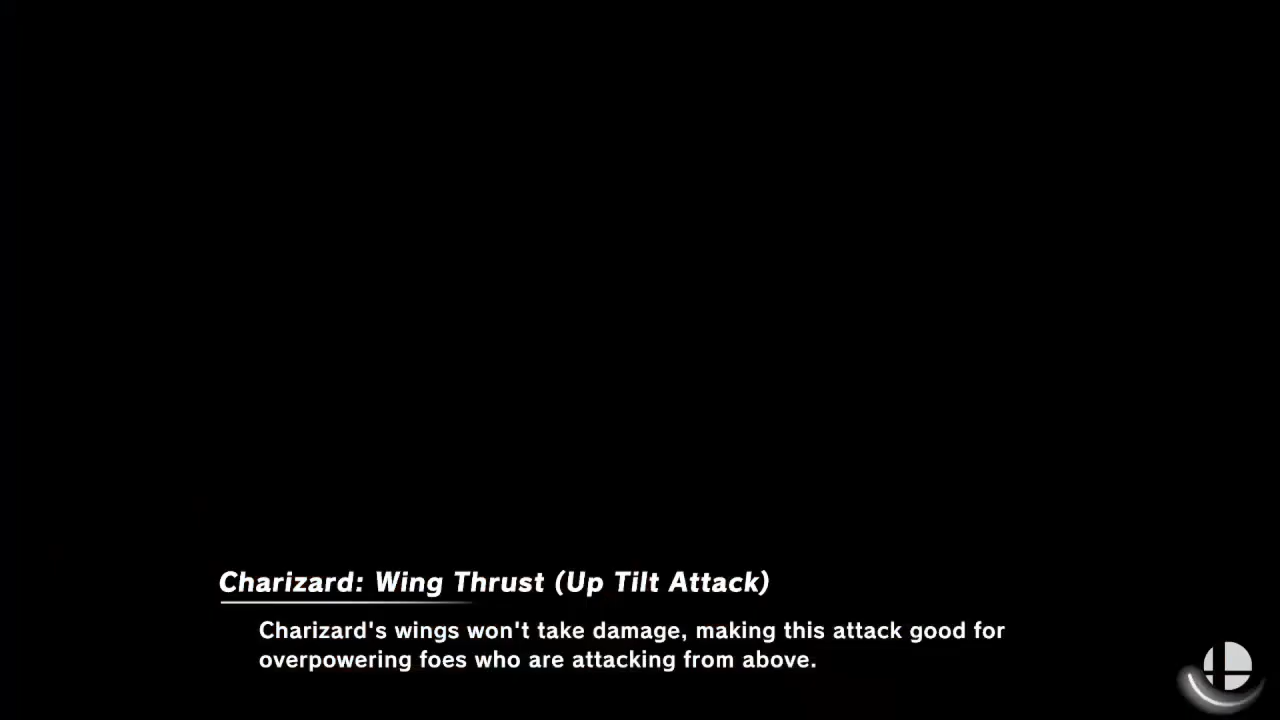 Charizard: Wing Thrust (Up Tilt Attack)
Charizard's wings won't take damage, making this attack good for
overpowering foes who are attacking from above.